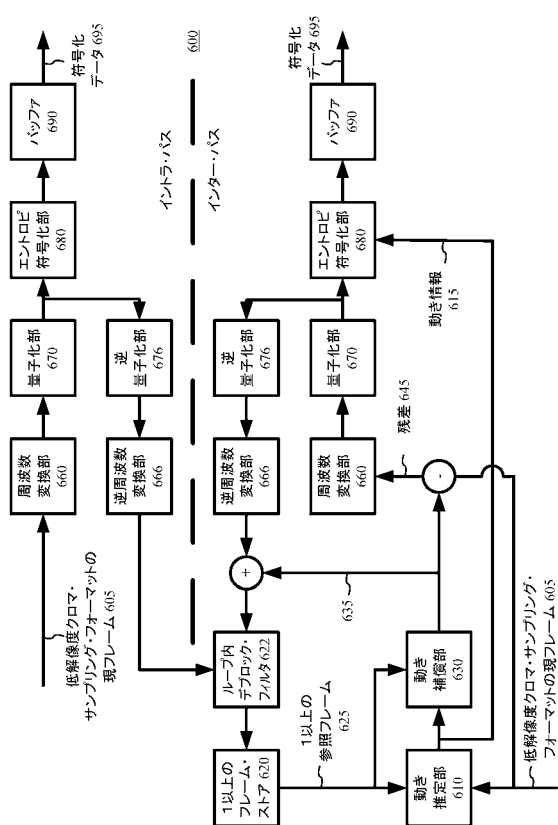 600
低解像度クロマ・
サンプリング・フォーマットの
現フレーム 605
周波数
変換部
660
量子化部
670
エントロピ
符号化部
680
バッファ
690
符号化
データ 695
逆
量子化部
676
逆周波数
変換部
666
イントラ・パス
インター・パス
ループ内
デブロック・
フィルタ 622
1以上の
フレーム・
ストア 620
1以上の
参照フレーム
625
+
逆周波数
変換部
666
逆
量子化部
676
周波数
変換部
660
量子化部
670
エントロピ
符号化部
680
バッファ
690
符号化
データ 695
残差 645
動き情報
615
-
635
動き
補償部
630
動き
推定部
610
低解像度クロマ・サンプリング・
フォーマットの現フレーム 605